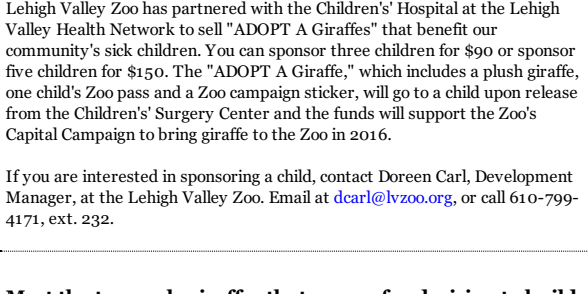 Lehigh Valley Zoo has partnered with the Children's' Hospital at the Lehigh
Valley Health Network to sell "ADOPT A Giraffes" that benefit our
community's sick children. You can sponsor three children for $90 or sponsor
five children for $150. The "ADOPT A Giraffe," which includes a plush giraffe,
one child's Zoo pass and a Zoo campaign sticker, will go to a child upon release
from the Children's' Surgery Center and the funds will support the Zoo's
Capital Campaign to bring giraffe to the Zoo in 2016.
If you are interested in sponsoring a child, contact Doreen Carl, Development
Manager, at the Lehigh Valley Zoo. Email at dcarl@lvzoo.org, or call 610-799-
4171, ext. 232.